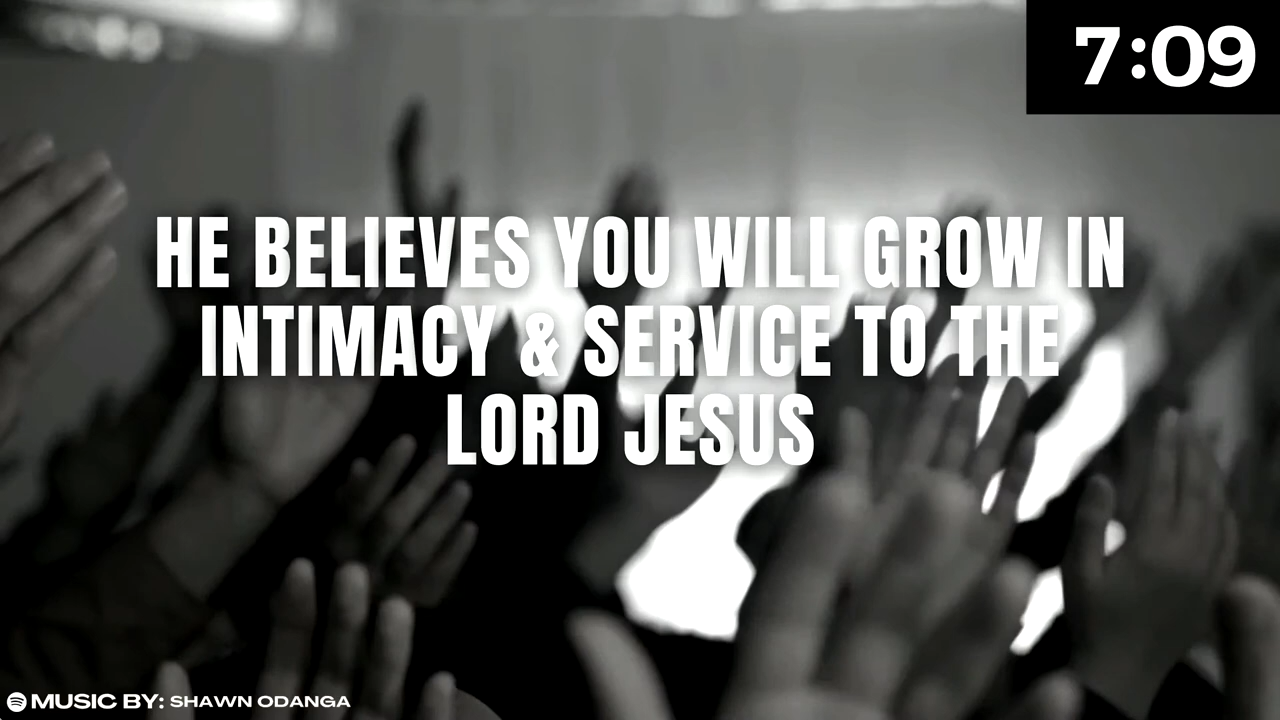 7:09
HE BELIEVES YOU WILL GROW IN
INTIMACY & SERVICE TO THE
LORD JESUS
MUSIC BY: SHAWN ODANGA